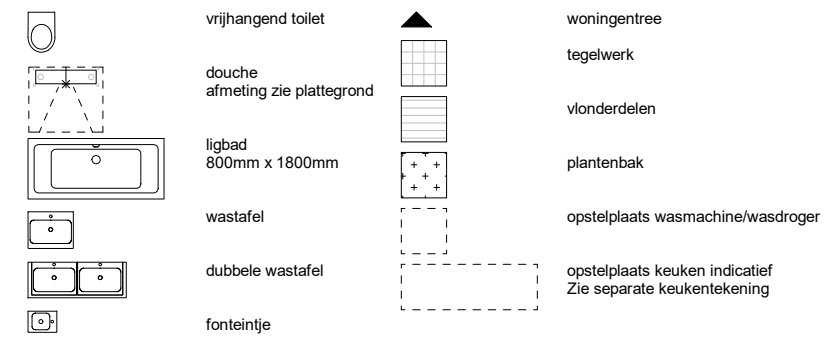 vrijhangend toilet
douche
afmeting zie plattegrond
ligbad
800mm x 1800mm
wastafel
dubbele wastafel
fonteintje
woningentree
tegelwerk
vlonderdelen
plantenbak
opstelplaats wasmachine/wasdroger
opstelplaats keuken indicatief
Zie separate keukentekening